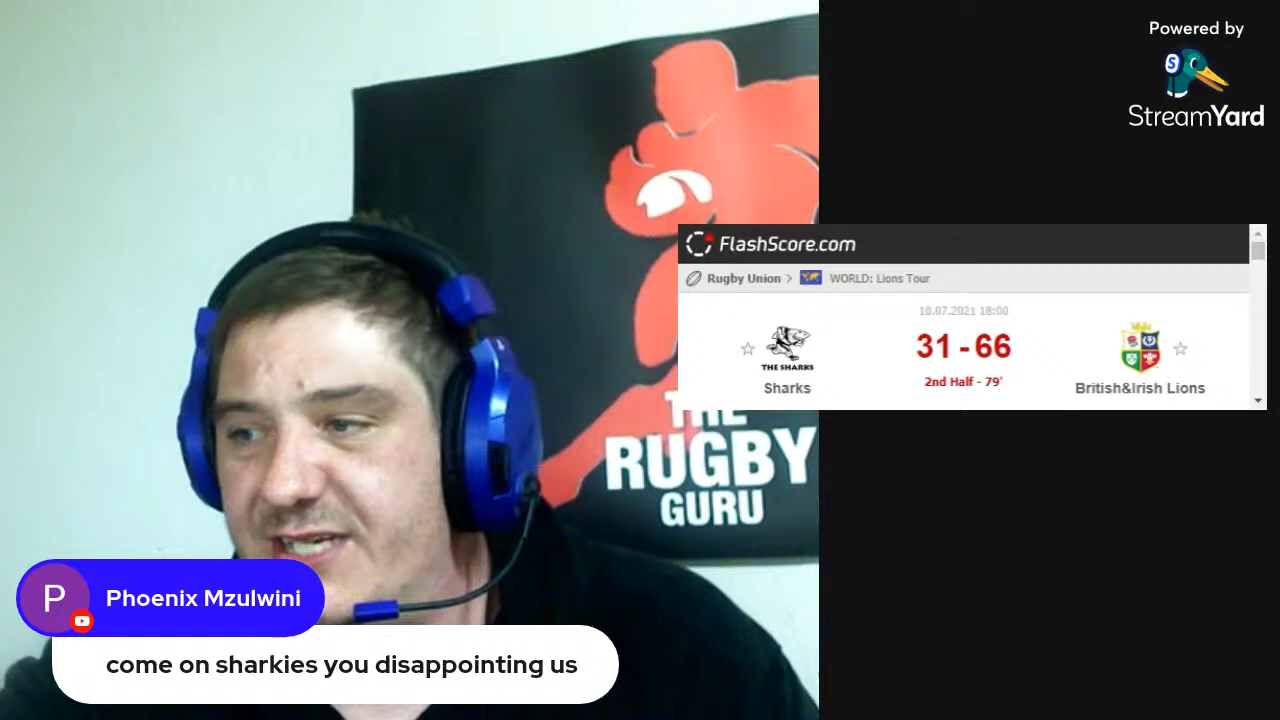 Powered by
S
StreamYard
FlashScore.com
Rugby Union > WORLD: Lions Tour
10.07.2021 18:00
31 - 66
2nd Half - 79'
THE SHARKS
Sharks
British&Irish Lions
THE
RUGBY
GURU
P
Phoenix Mzulwini
come on sharkies you disappointing us